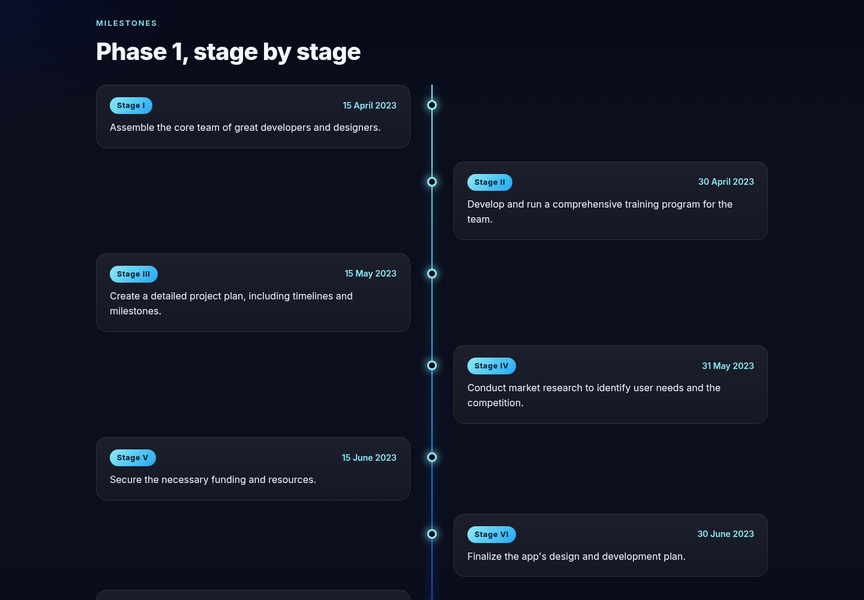 MILESTONES
Phase 1, stage by stage
Stage I
15 April 2023
Assemble the core team of great developers and designers.
Stage II
30 April 2023
Develop and run a comprehensive training program for the
team.
Stage III
15 May 2023
Create a detailed project plan, including timelines and
milestones.
Stage IV
31 May 2023
Conduct market research to identify user needs and the
competition.
Stage V
15 June 2023
Secure the necessary funding and resources.
Stage VI
30 June 2023
Finalize the app's design and development plan.